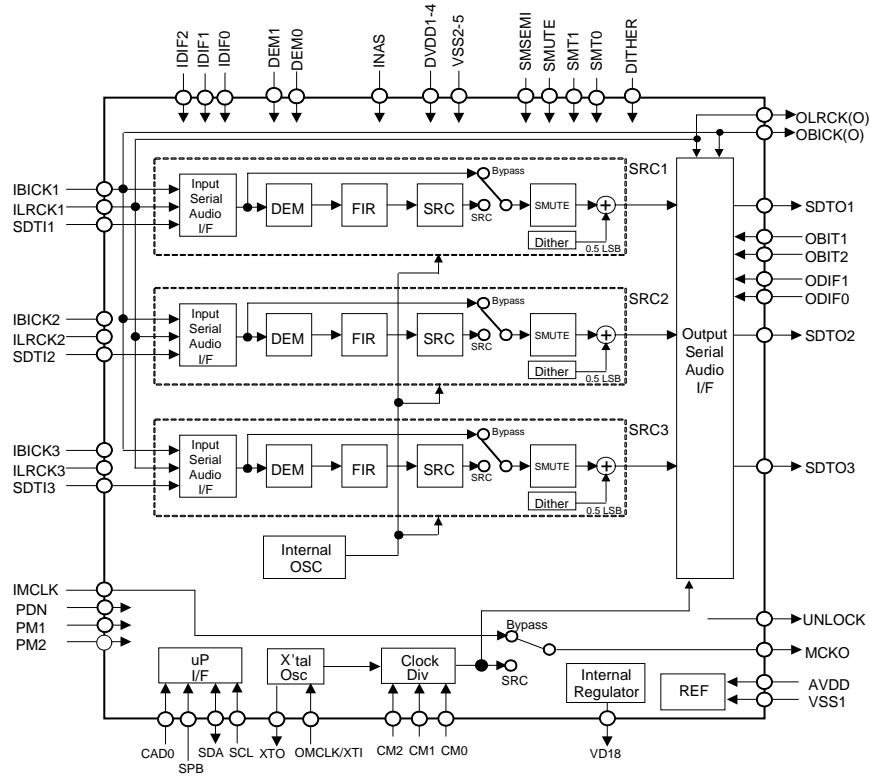 IDIF2
IDIF1
IDIF0
DEM1
DEM0
INAS
DVDD1-4
VSS2-5
SMSEMI
SMUTE
SMT1
SMT0
DITHER
OLRCK(O)
OBICK(O)
IBICK1
ILRCK1
SDTI1
Input
Serial
Audio
I/F
DEM
FIR
SRC
Bypass
SRC
SMUTE
Dither
+
0.5 LSB
SRC1
SDTO1
OBIT1
OBIT2
ODIF1
ODIF0
IBICK2
ILRCK2
SDTI2
Input
Serial
Audio
I/F
DEM
FIR
SRC
Bypass
SRC
SMUTE
Dither
+
0.5 LSB
SRC2
Output
Serial
Audio
I/F
SDTO2
IBICK3
ILRCK3
SDTI3
Input
Serial
Audio
I/F
DEM
FIR
SRC
Bypass
SRC
SMUTE
Dither
+
0.5 LSB
SRC3
SDTO3
Internal
OSC
IMCLK
PDN
PM1
PM2
Bypass
SRC
UNLOCK
MCKO
AVDD
VSS1
uP
I/F
X'tal
Osc
Clock
Div
Internal
Regulator
REF
CAD0
SPB
SDA
SCL
XTO
OMCLK/XTI
CM2
CM1
CM0
VD18